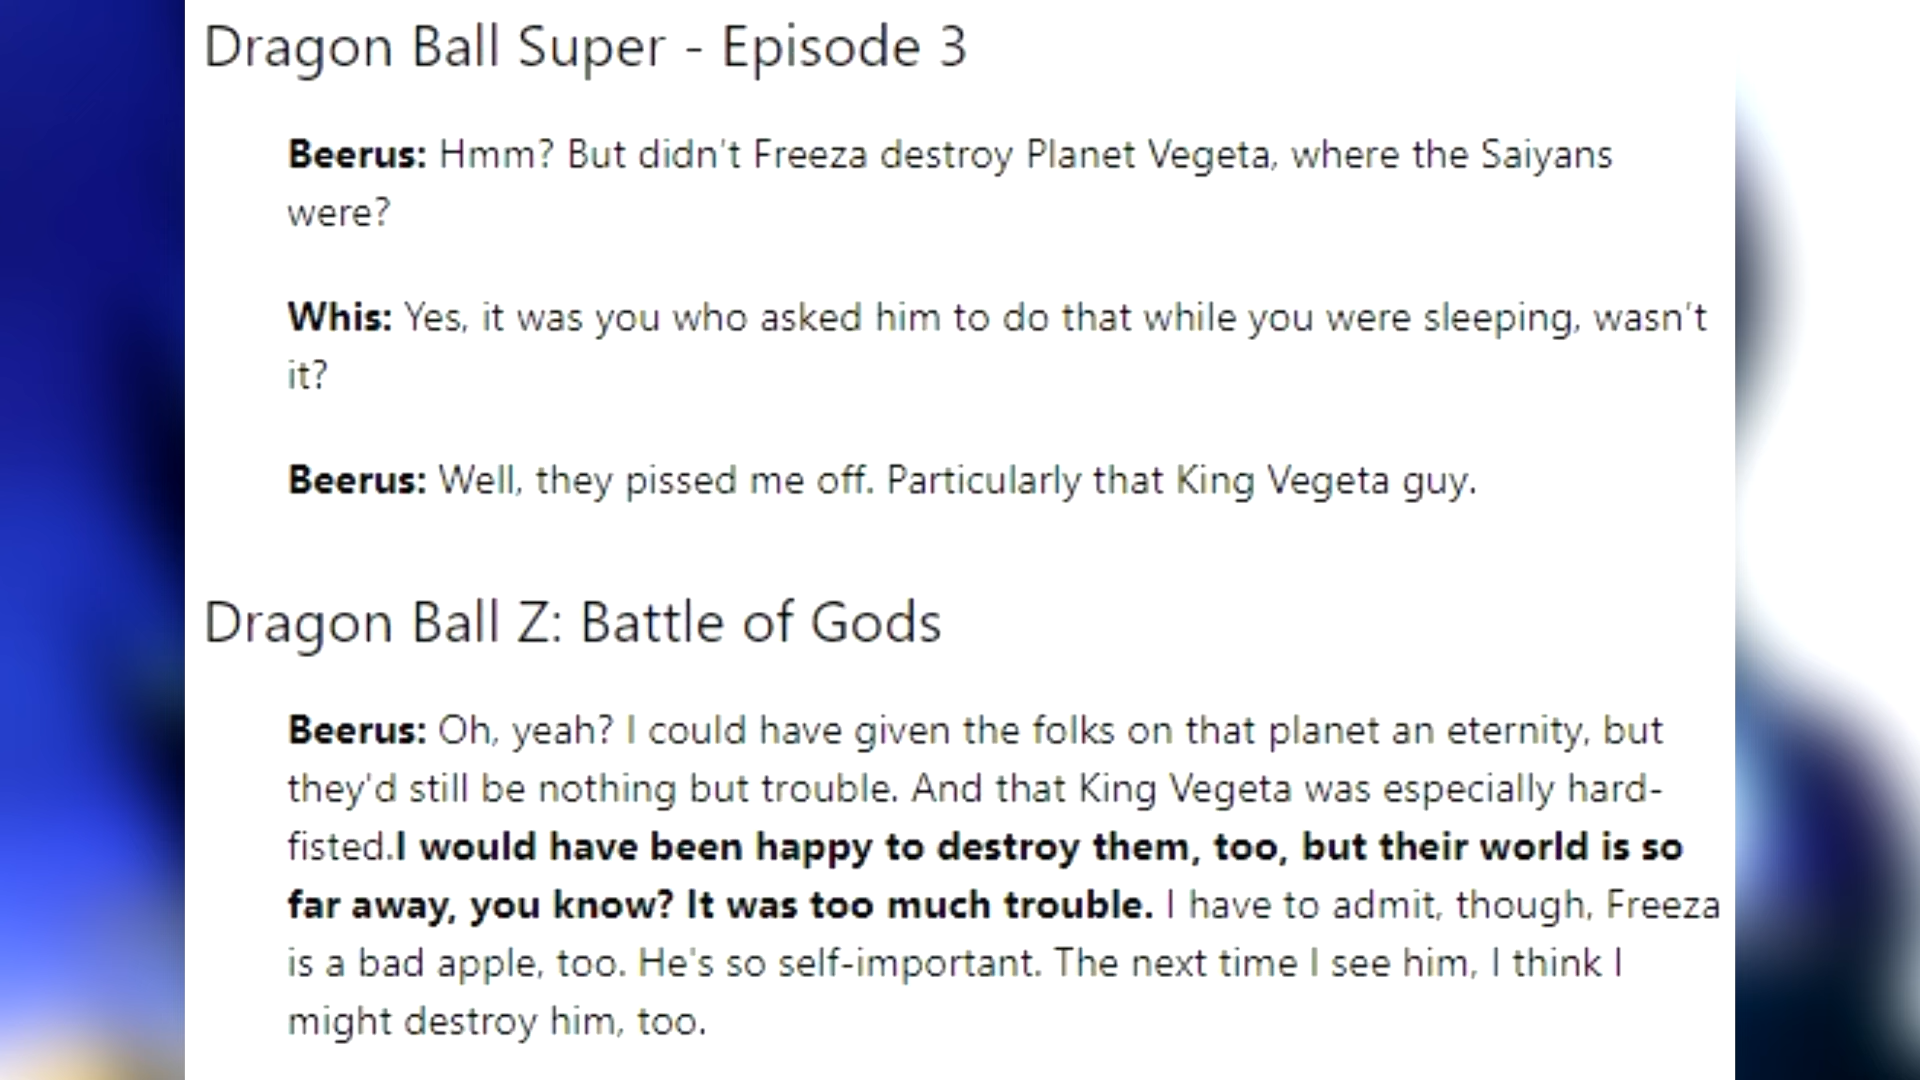 Dragon Ball Super - Episode 3
Beerus: Hmm? But didn't Freeza destroy Planet Vegeta, where the Saiyans
were?
Whis: Yes, it was you who asked him to do that while you were sleeping, wasn't
it?
Beerus: Well, they pissed me off. Particularly that King Vegeta guy.
Dragon Ball Z: Battle of Gods
Beerus: Oh, yeah? I could have given the folks on that planet an eternity, but
they'd still be nothing but trouble. And that King Vegeta was especially hard-
fisted.I would have been happy to destroy them, too, but their world is so
far away, you know? It was too much trouble. I have to admit, though, Freeza
is a bad apple, too. He's so self-important. The next time I see him, I think I
might destroy him, too.